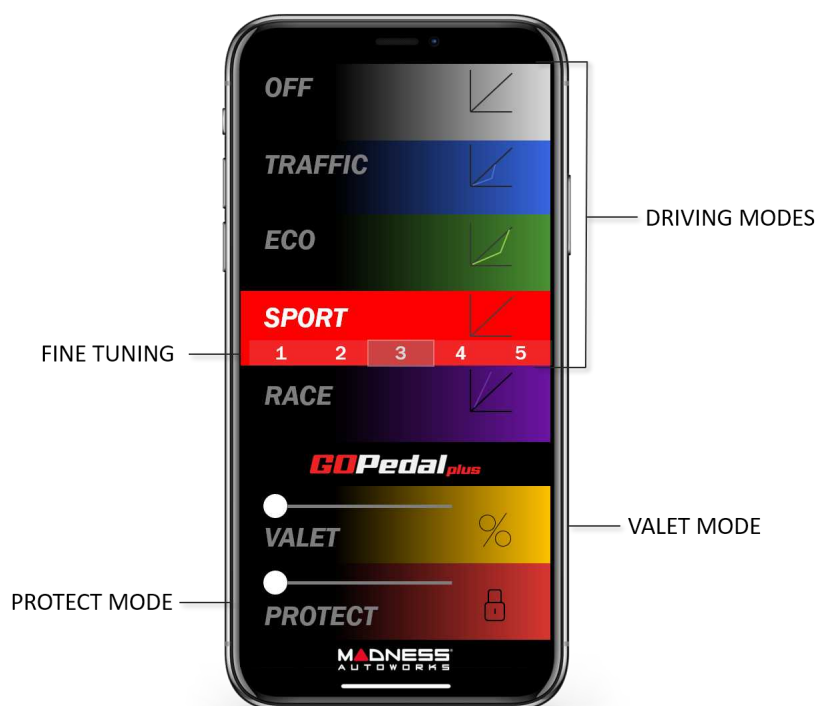 OFF
TRAFFIC
DRIVING MODES
ECO
SPORT
FINE TUNING
1 2 3 4 5
RACE
GOPedal plus
VALET
VALET MODE
PROTECT MODE
PROTECT
MADNESS
AUTOWORKS